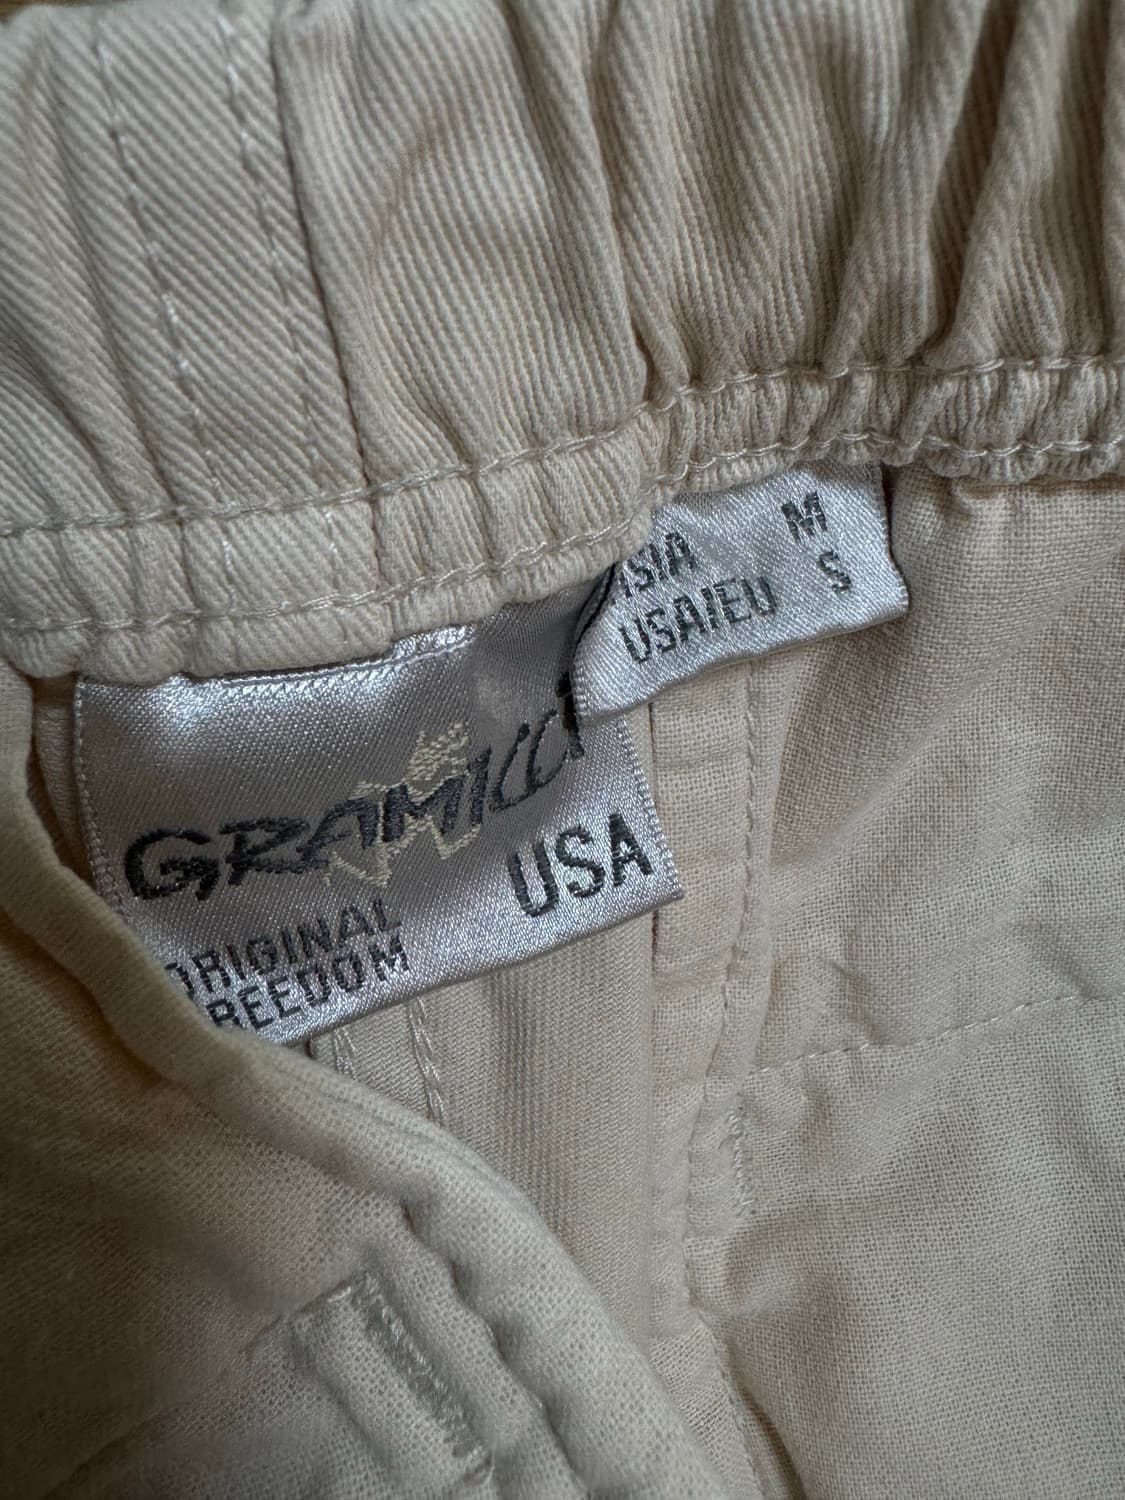 ASIA M
USA/EU S
GRAMICCI
USA
ORIGINAL
FREEDOM